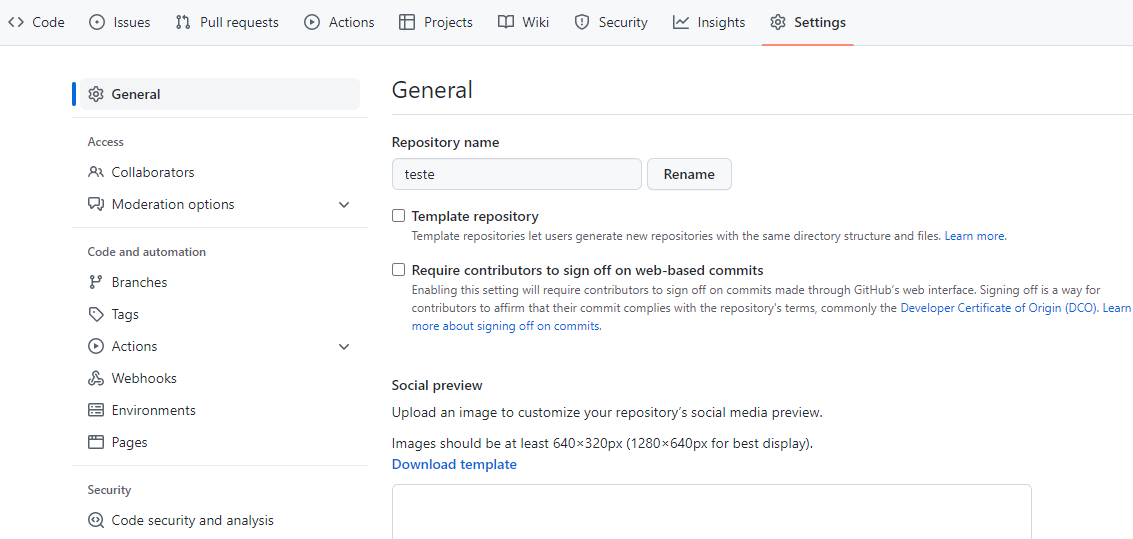 Code Issues Pull requests Actions Projects Wiki Security Insights Settings
General
Access
Collaborators
Moderation options
Code and automation
Branches
Tags
Actions
Webhooks
Environments
Pages
Security
Code security and analysis
General
Repository name
teste Rename
Template repository
Template repositories let users generate new repositories with the same directory structure and files. Learn more.
Require contributors to sign off on web-based commits
Enabling this setting will require contributors to sign off on commits made through GitHub's web interface. Signing off is a way for
contributors to affirm that their commit complies with the repository's terms, commonly the Developer Certificate of Origin (DCO). Learn
more about signing off on commits.
Social preview
Upload an image to customize your repository's social media preview.
Images should be at least 640×320px (1280×640px for best display).
Download template